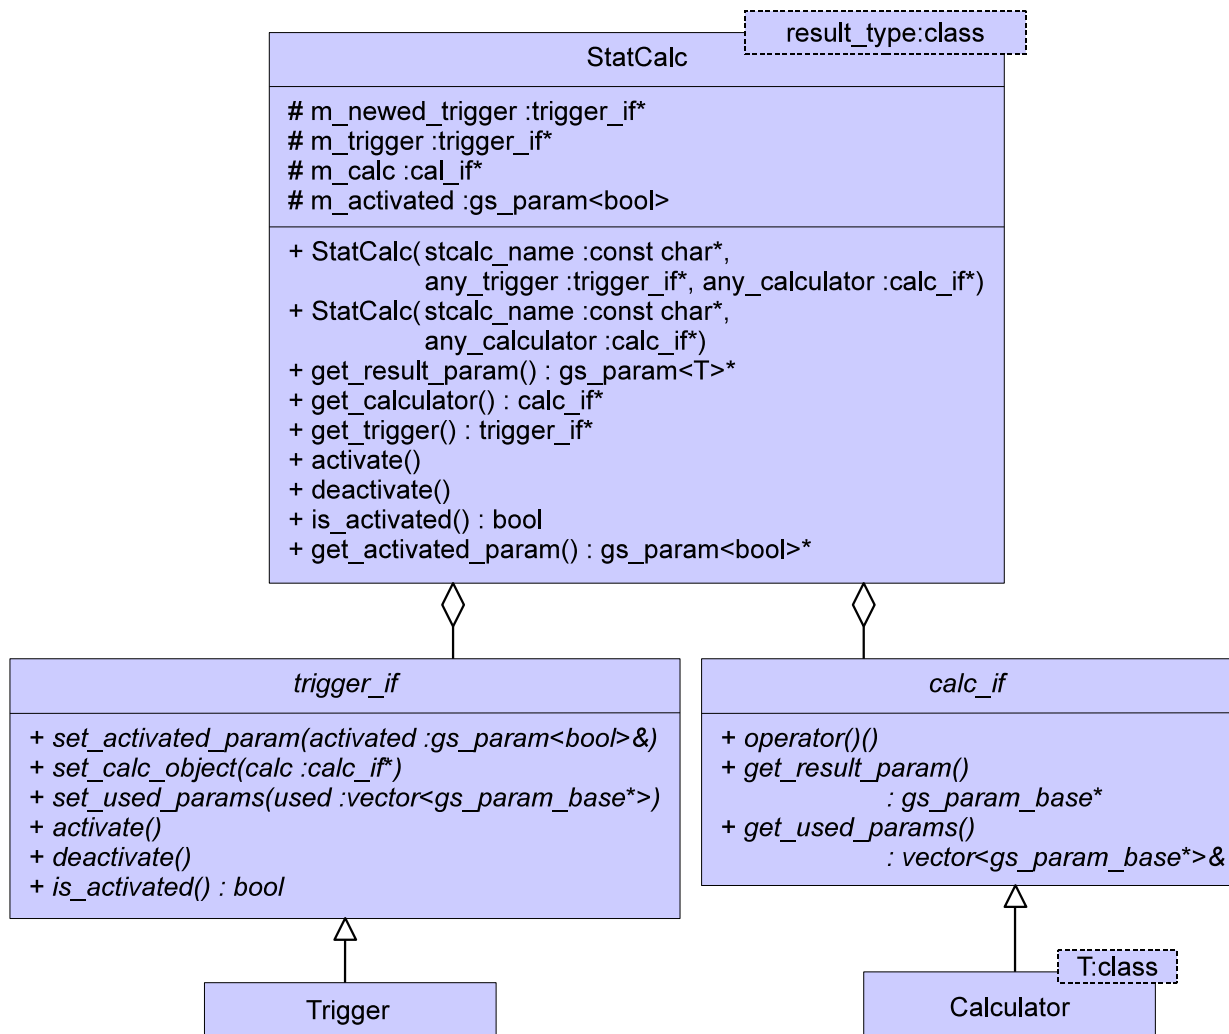 result_type:class
StatCalc
# m_newed_trigger :trigger_if*
# m_trigger :trigger_if*
# m_calc :cal_if*
# m_activated :gs_param<bool>
+ StatCalc( stcalc_name :const char*,
any_trigger :trigger_if*, any_calculator :calc_if*)
+ StatCalc( stcalc_name :const char*,
any_calculator :calc_if*)
+ get_result_param() : gs_param<T>*
+ get_calculator() : calc_if*
+ get_trigger() : trigger_if*
+ activate()
+ deactivate()
+ is_activated() : bool
+ get_activated_param() : gs_param<bool>*
trigger_if
+ set_activated_param(activated :gs_param<bool>&)
+ set_calc_object(calc :calc_if*)
+ set_used_params(used :vector<gs_param_base*>)
+ activate()
+ deactivate()
+ is_activated() : bool
calc_if
+ operator()()
+ get_result_param()
: gs_param_base*
+ get_used_params()
: vector<gs_param_base*>&
Trigger
T:class
Calculator